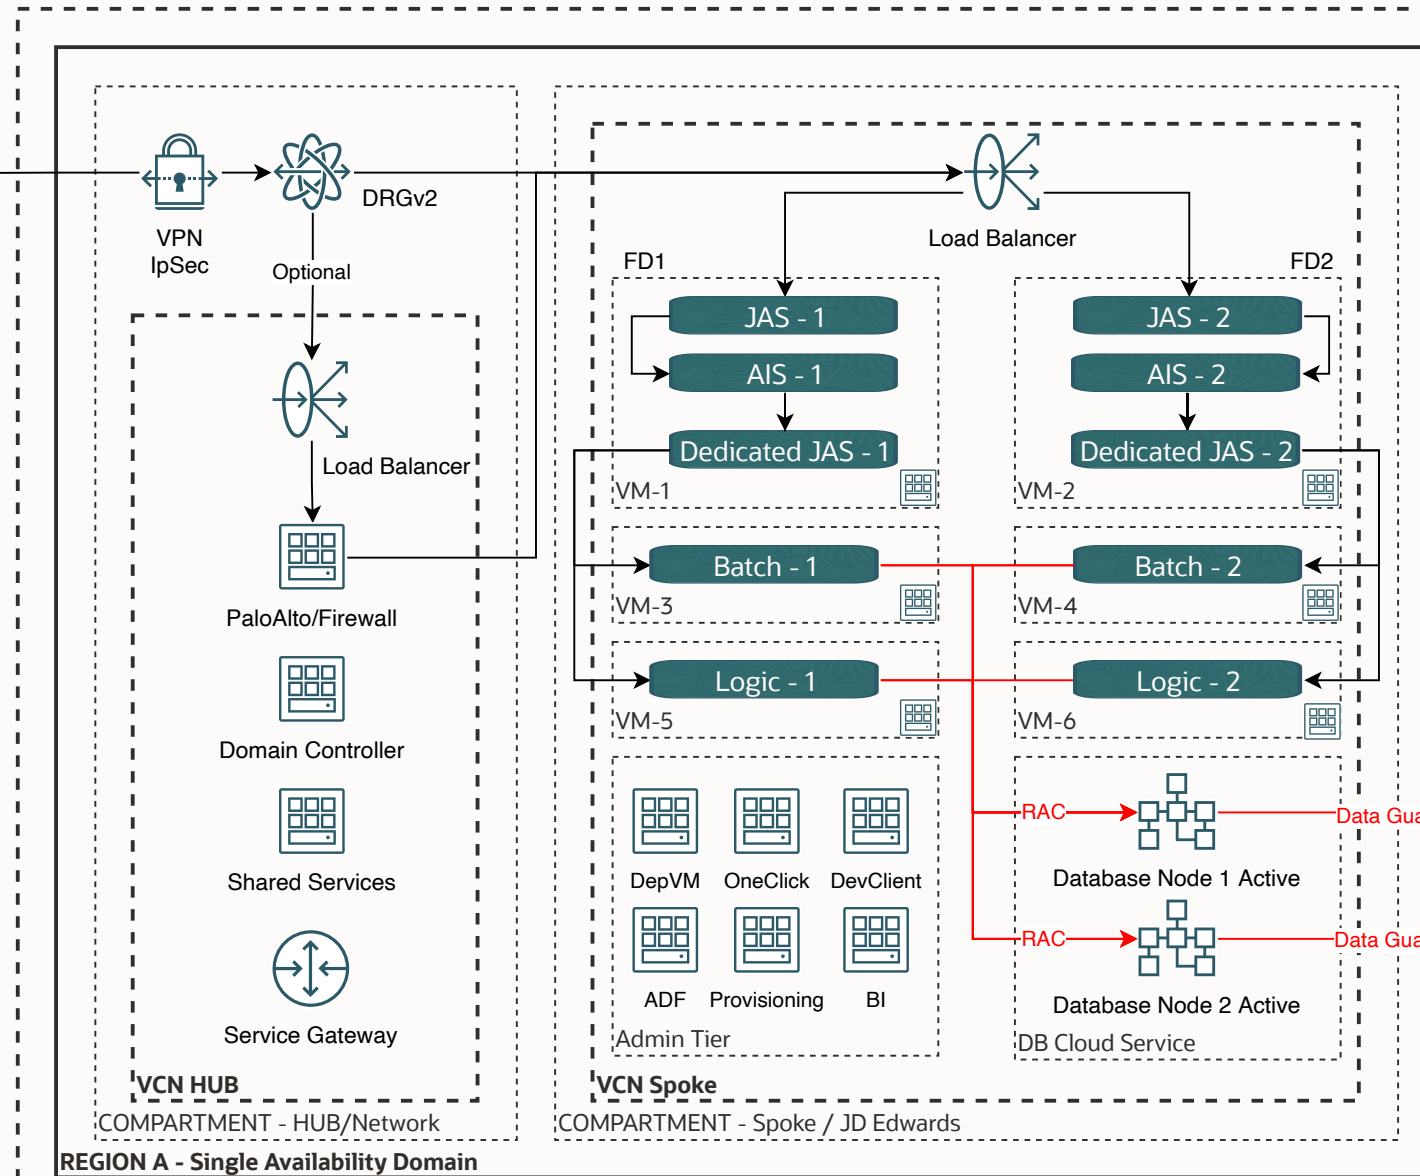 VPN
IpSec
DRGv2
Optional
Load Balancer
PaloAlto/Firewall
Domain Controller
Shared Services
Service Gateway
VCN HUB
COMPARTMENT - HUB/Network
Load Balancer
FD1
FD2
JAS - 1
JAS - 2
AIS - 1
AIS - 2
Dedicated JAS - 1
Dedicated JAS - 2
VM-1
VM-2
Batch - 1
Batch - 2
VM-3
VM-4
Logic - 1
Logic - 2
VM-5
VM-6
DepVM
OneClick
DevClient
ADF
Provisioning
BI
Admin Tier
RAC
Data Gua
Database Node 1 Active
RAC
Data Gua
Database Node 2 Active
DB Cloud Service
VCN Spoke
COMPARTMENT - Spoke / JD Edwards
REGION A - Single Availability Domain